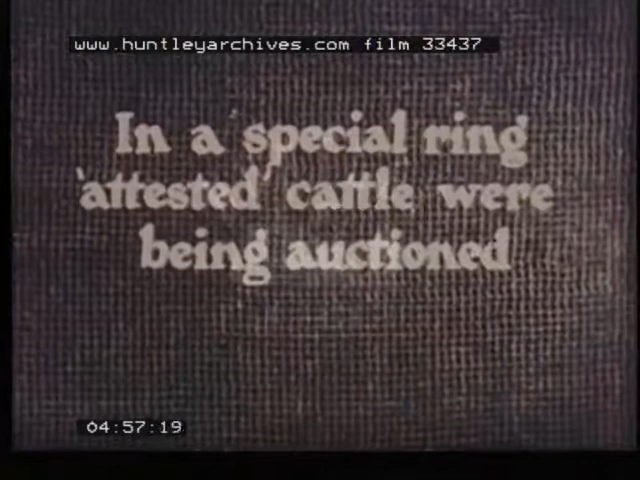 www.huntleyarchives.com film 33437
In a special ring
'attested' cattle were
being auctioned
04:57:19